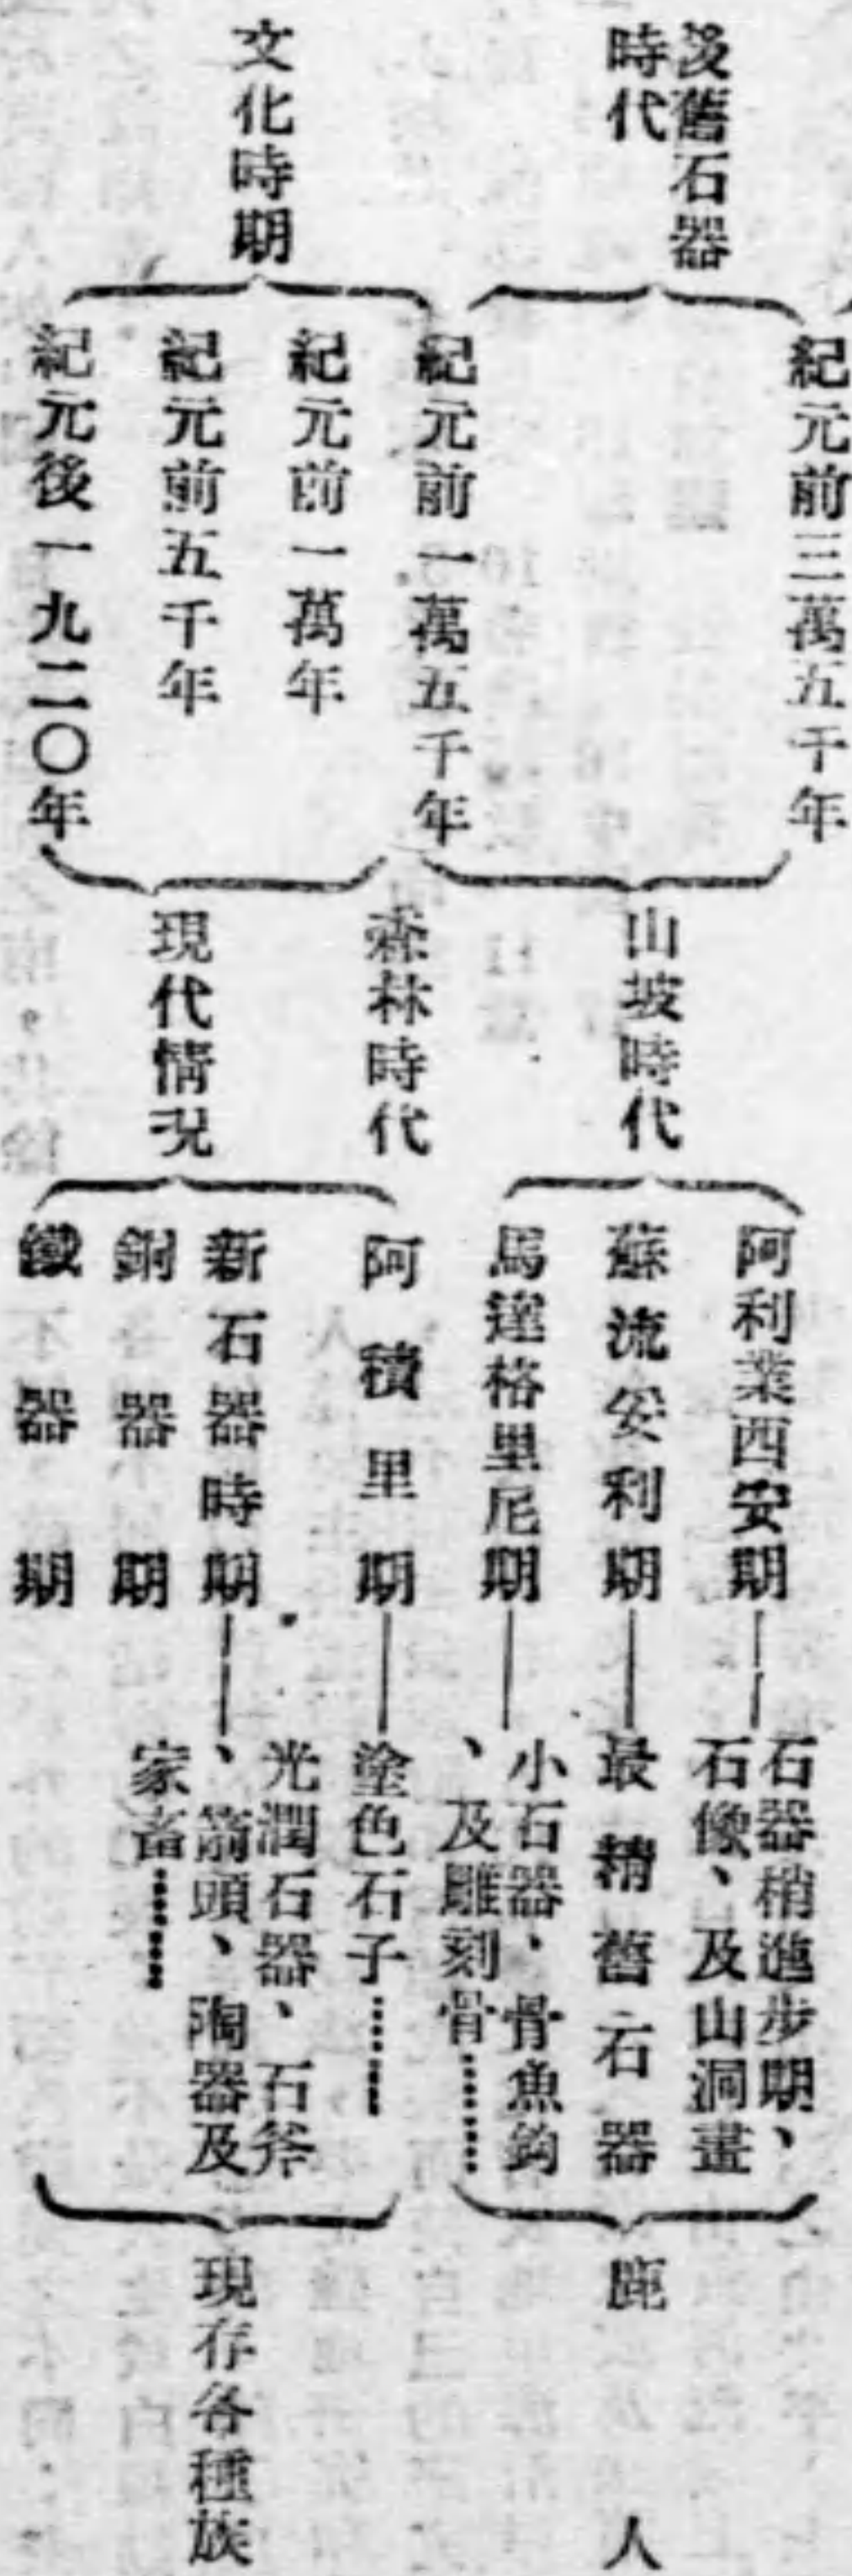 後舊石器
時代
紀元前三萬五千年
山坡時代
阿利業西安期
石器稍進步期、
石像、及山洞畫
蘇流安利期
最精舊石器
馬達格里尼期
小石器、骨魚鈎
、及雕刻骨…………
鹿人
文化時期
紀元前一萬五千年
紀元前一萬年
紀元前五千年
紀元後一九二〇年
森林時代
現代情況
阿積里期
塗色石子…………
新石器時期
光潤石器、石斧
、箭頭、陶器及
家畜…………
銅器期
鐵器期
現存各種族